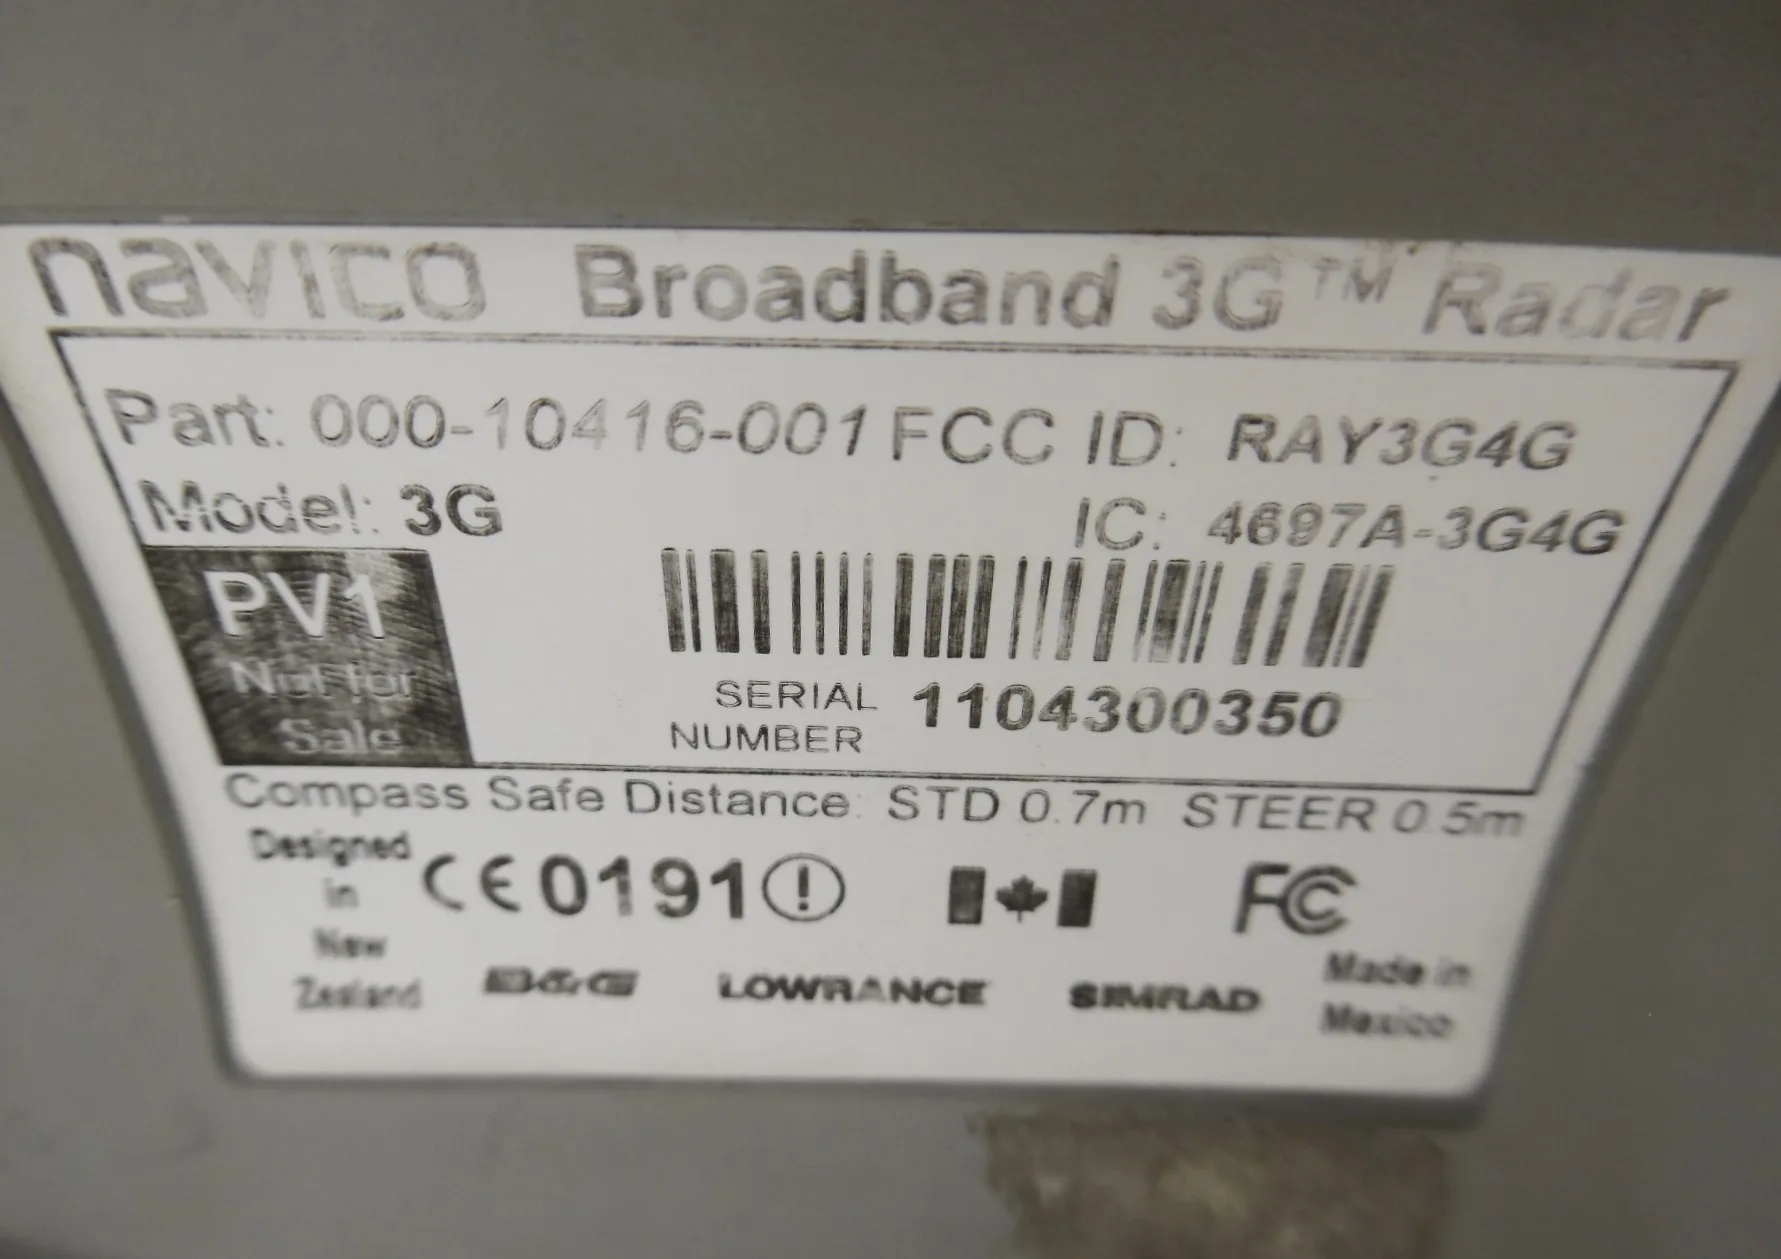 navico Broadband 3G™ Radar
Part: 000-10416-001 FCC ID: RAY3G4G
Model: 3G IC: 4697A-3G4G
PV1
Not for
Sale
SERIAL
NUMBER
1104300350
Compass Safe Distance: STD 0.7m STEER 0.5m
Designed
in
New
Zealand
CE0191
FC
B&G LOWRANCE SIMRAD
Made in
Mexico